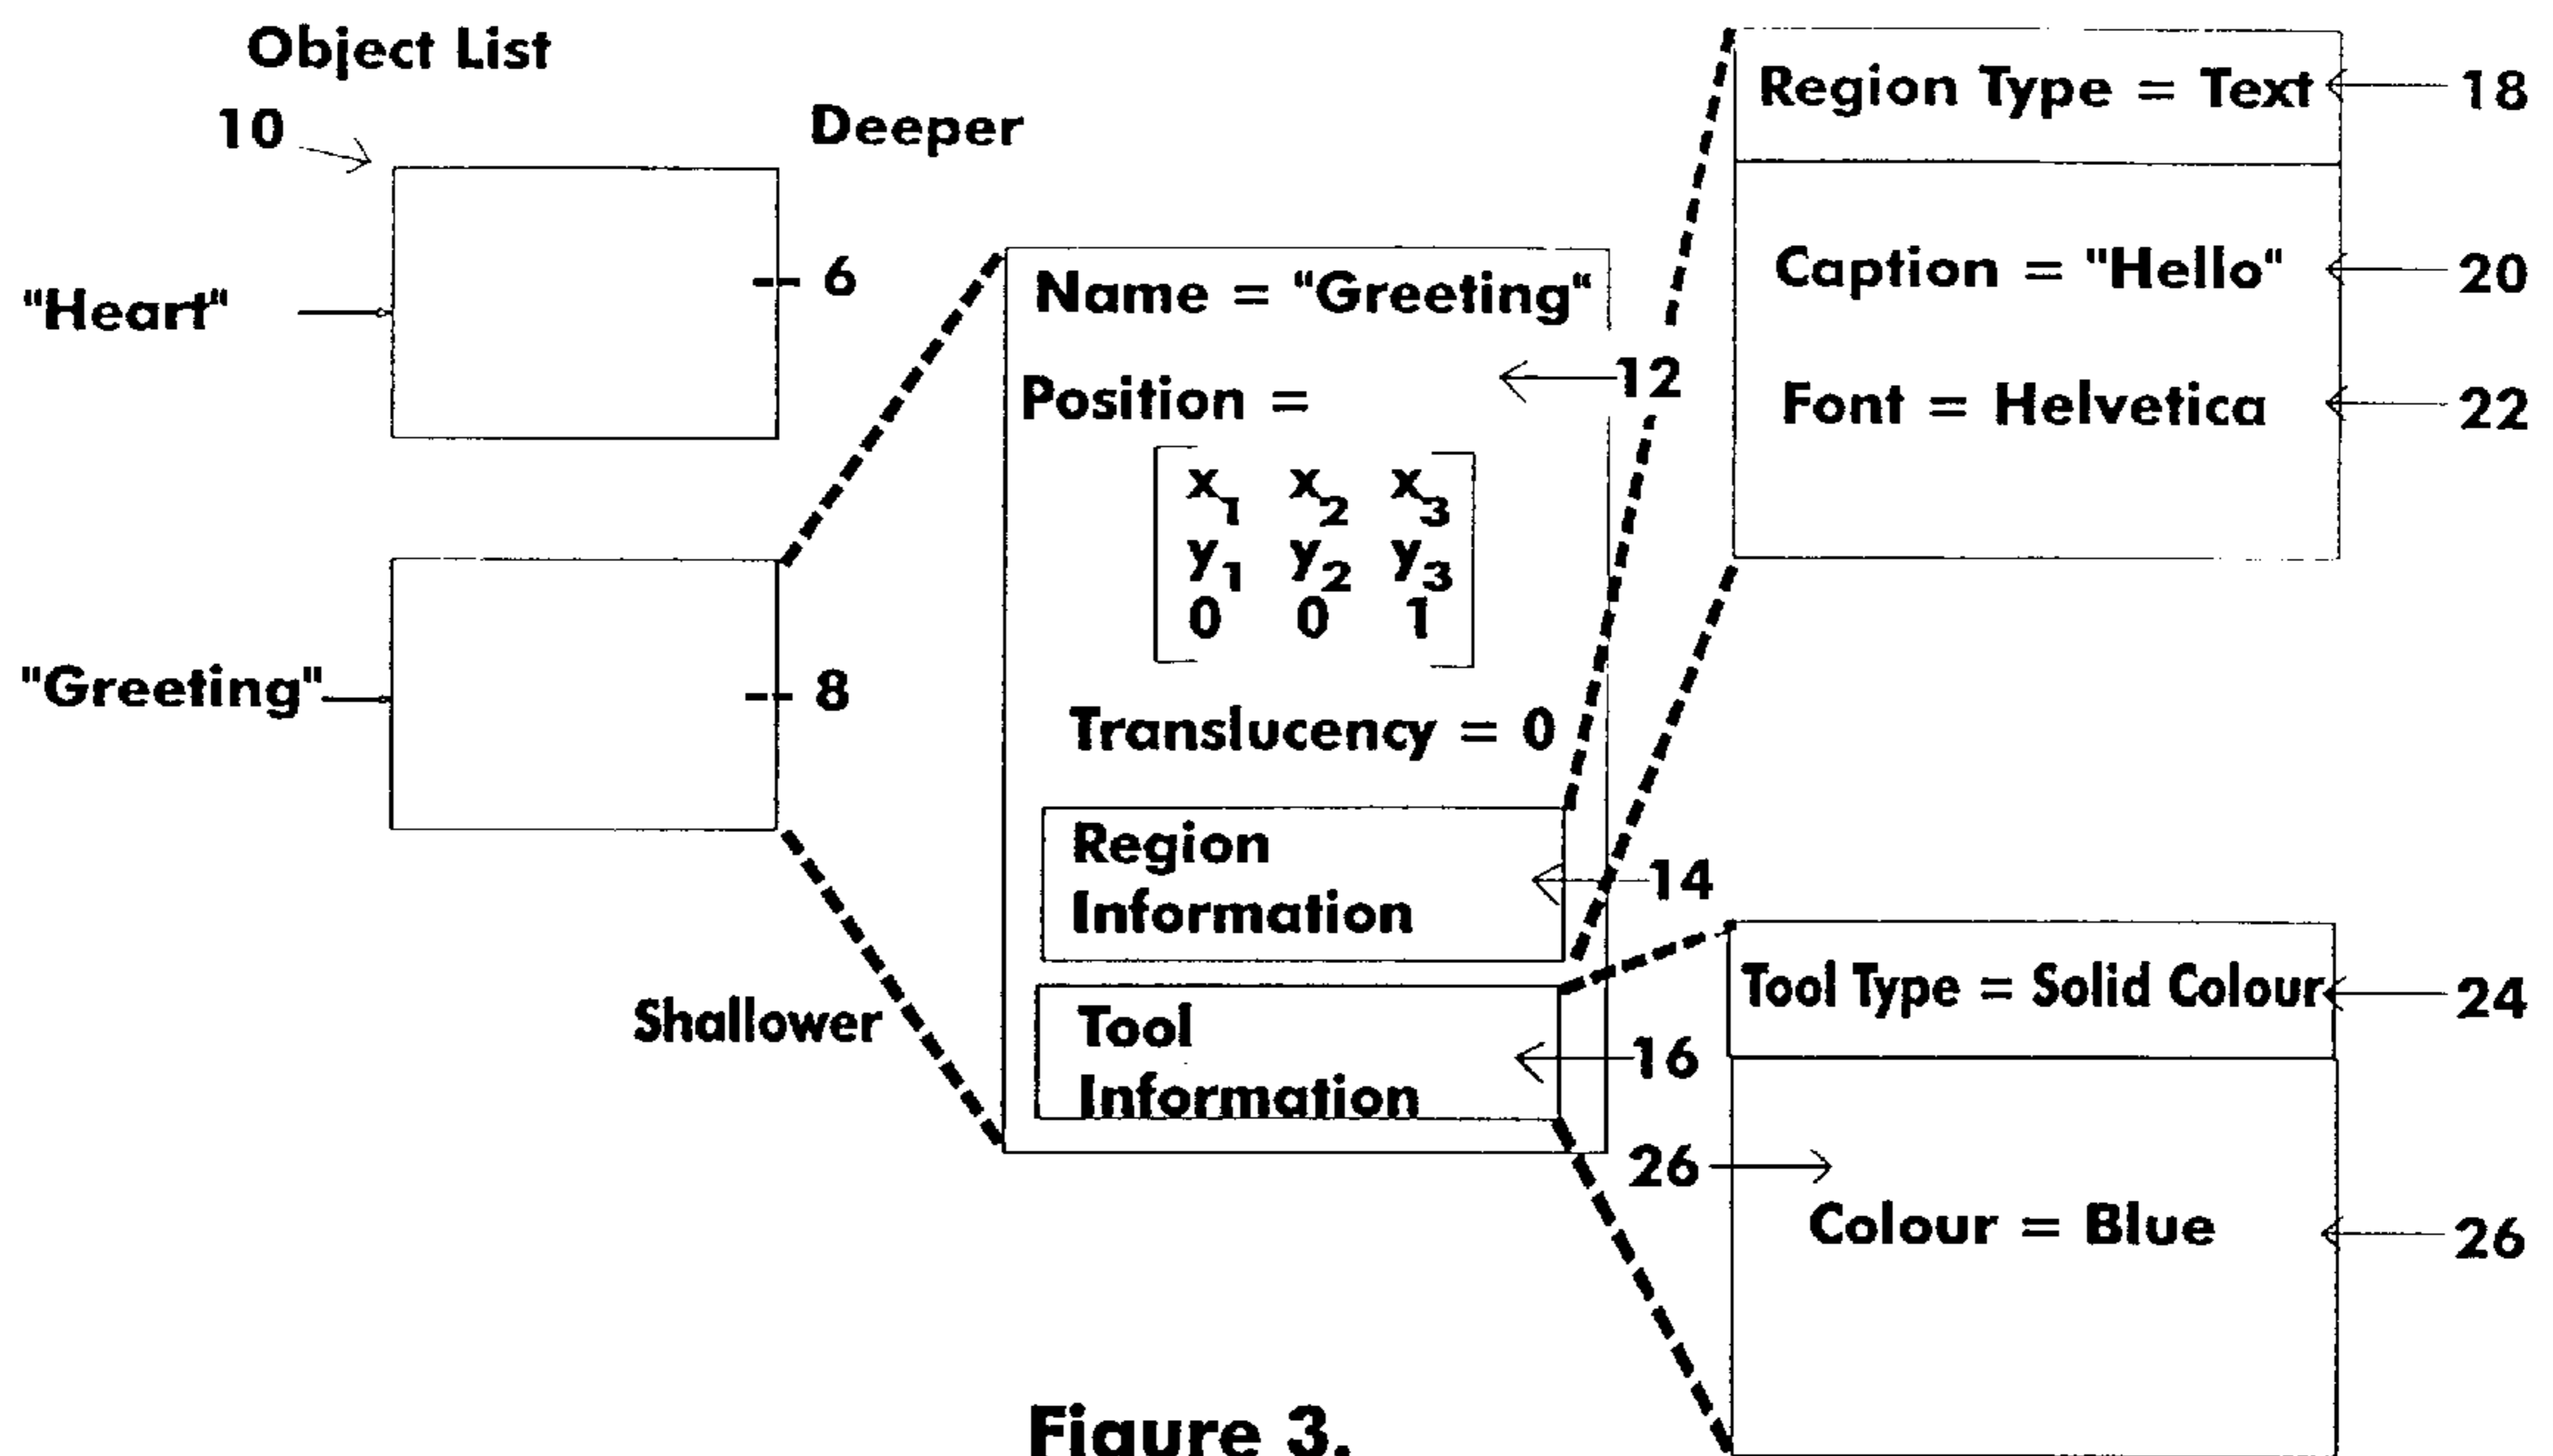 Object List
10
Deeper
"Heart"
6
"Greeting"
8
Shallower
Name = "Greeting"
Position =
12
x1 x2 x3
y1 y2 y3
0 0 1
Translucency = 0
Region
Information
14
Tool
Information
16
Region Type = Text
18
Caption = "Hello"
20
Font = Helvetica
22
Tool Type = Solid Colour
24
26
Colour = Blue
26
Figure 3.